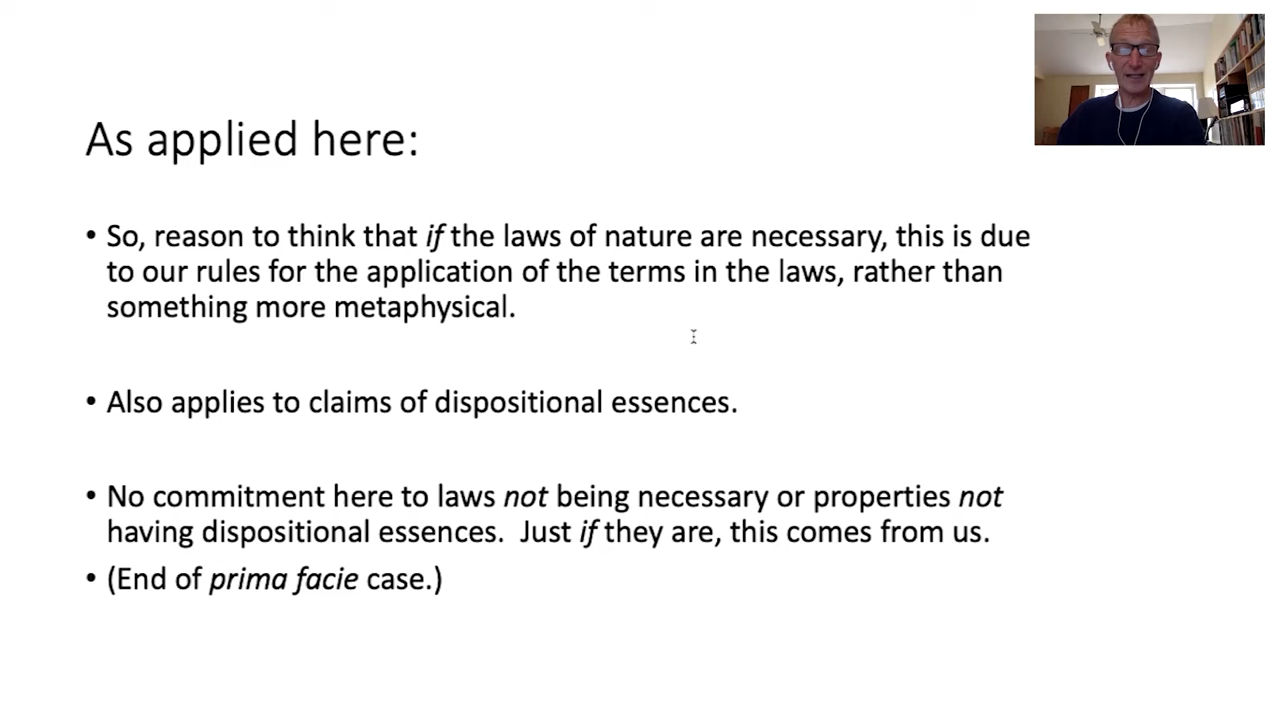 As applied here:
• So, reason to think that if the laws of nature are necessary, this is due
to our rules for the application of the terms in the laws, rather than
something more metaphysical.
• Also applies to claims of dispositional essences.
• No commitment here to laws not being necessary or properties not
having dispositional essences.  Just if they are, this comes from us.
• (End of prima facie case.)